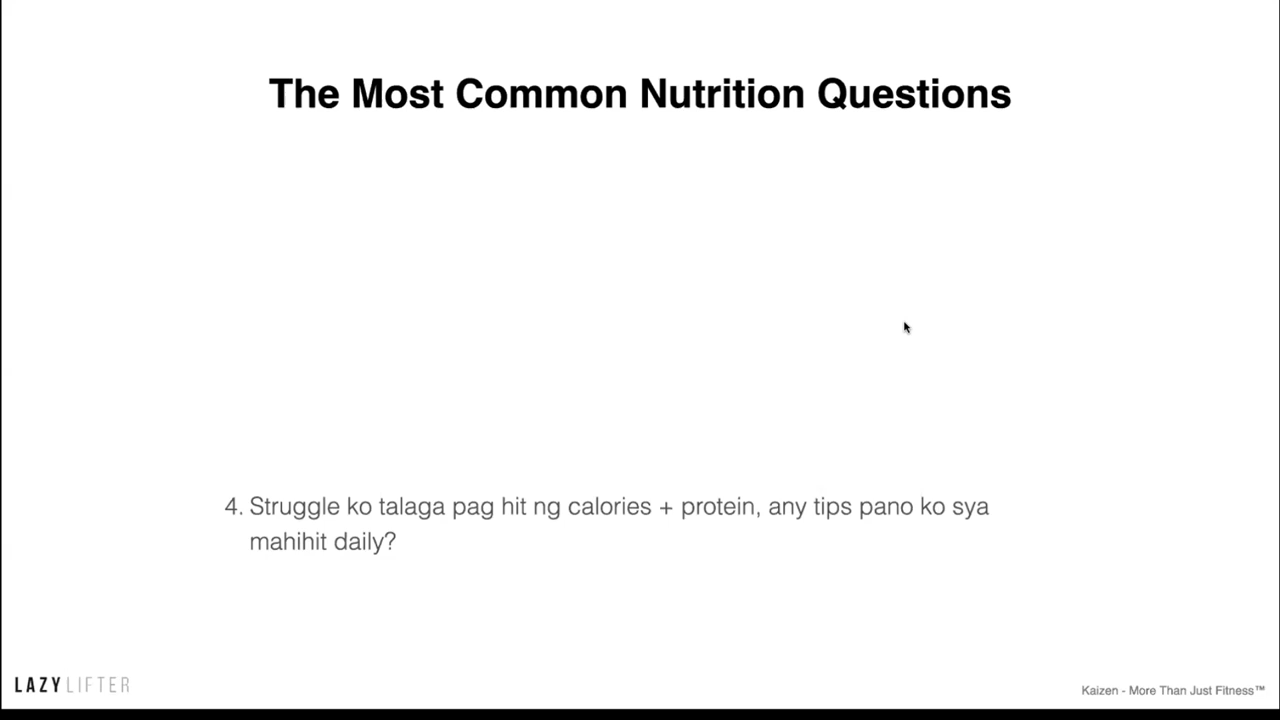 The Most Common Nutrition Questions
4. Struggle ko talaga pag hit ng calories + protein, any tips pano ko sya
mahihit daily?
LAZYLIFTER
Kaizen - More Than Just Fitness™